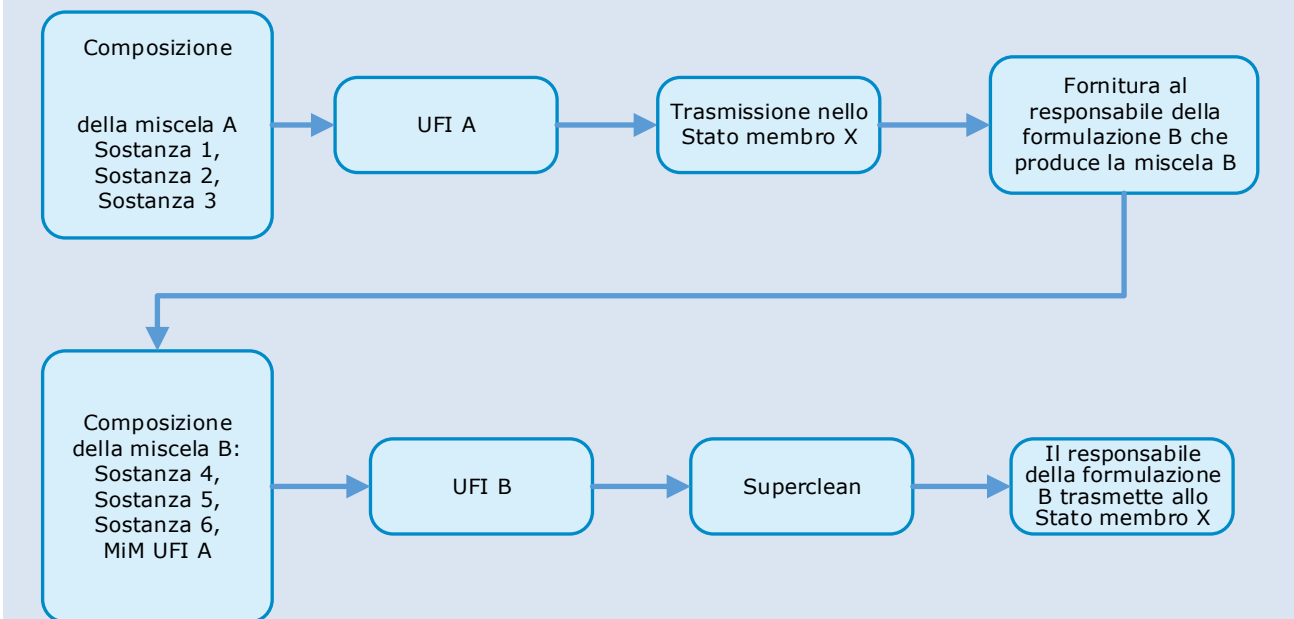 Composizione
della miscela A
Sostanza 1,
Sostanza 2,
Sostanza 3
UFI A
Trasmissione nello
Stato membro X
Fornitura al
responsabile della
formulazione B che
produce la miscela B
Composizione
della miscela B:
Sostanza 4,
Sostanza 5,
Sostanza 6,
MiM UFI A
UFI B
Superclean
Il responsabile
della formulazione
B trasmette allo
Stato membro X